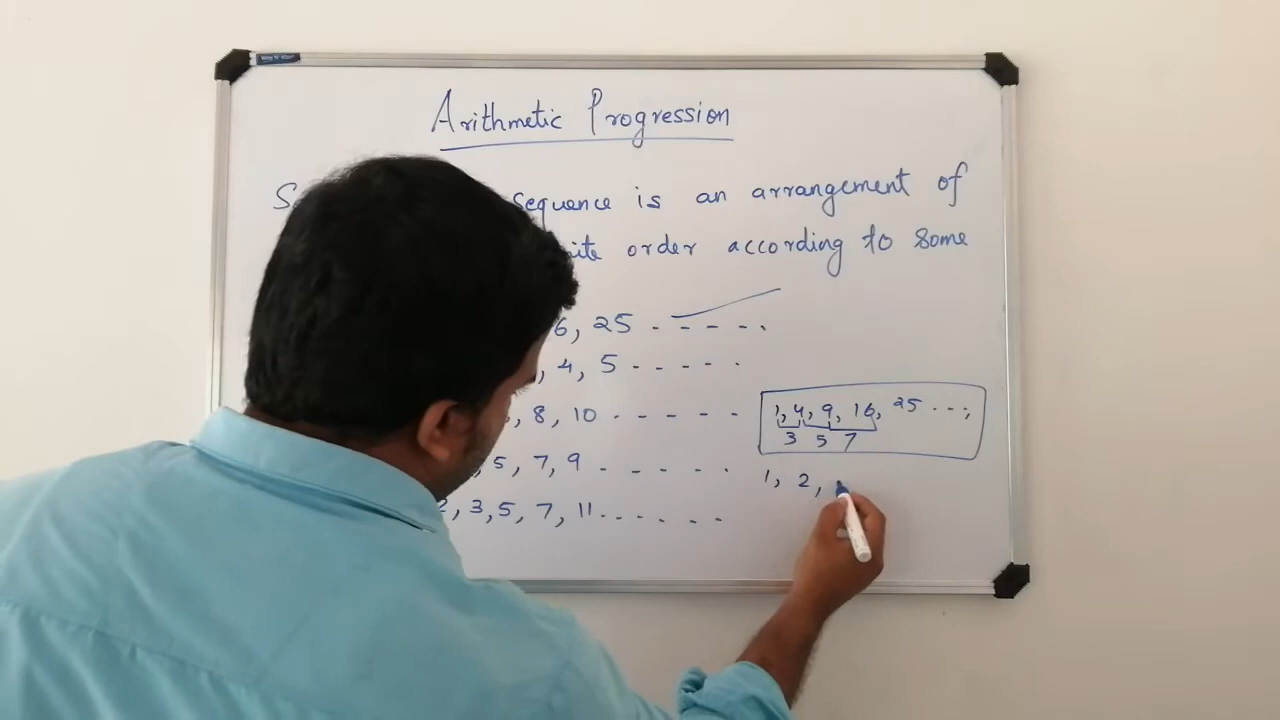 Arithmetic Progression
sequence is an arrangement of
order according to some
6, 25 . - - - .
, 4, 5 - - - - .
, 8, 10 - - - - -
1, 4, 9, 16, 25 - - - ,
3 5 7
, 5, 7, 9 - - - - -
1, 2,
2, 3, 5, 7, 11 - - - - -